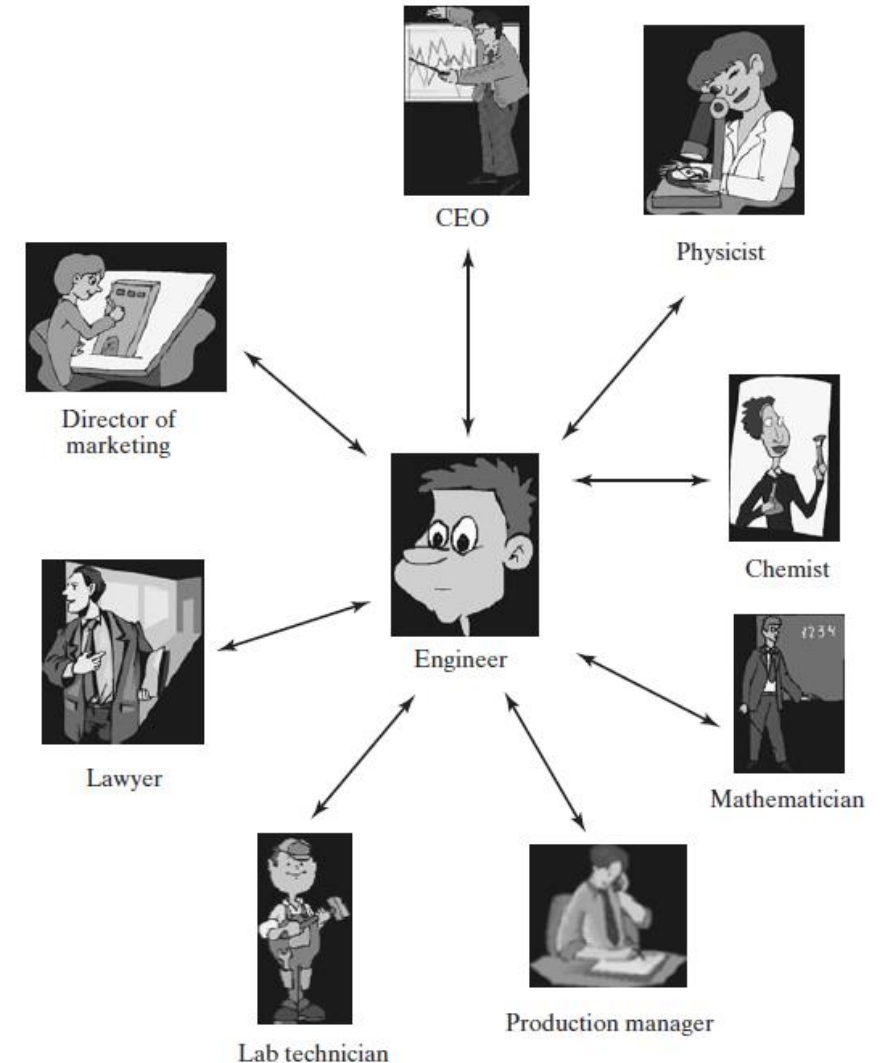 CEO
Physicist
Director of
marketing
Chemist
Engineer
1234
Mathematician
Lawyer
Production manager
Lab technician